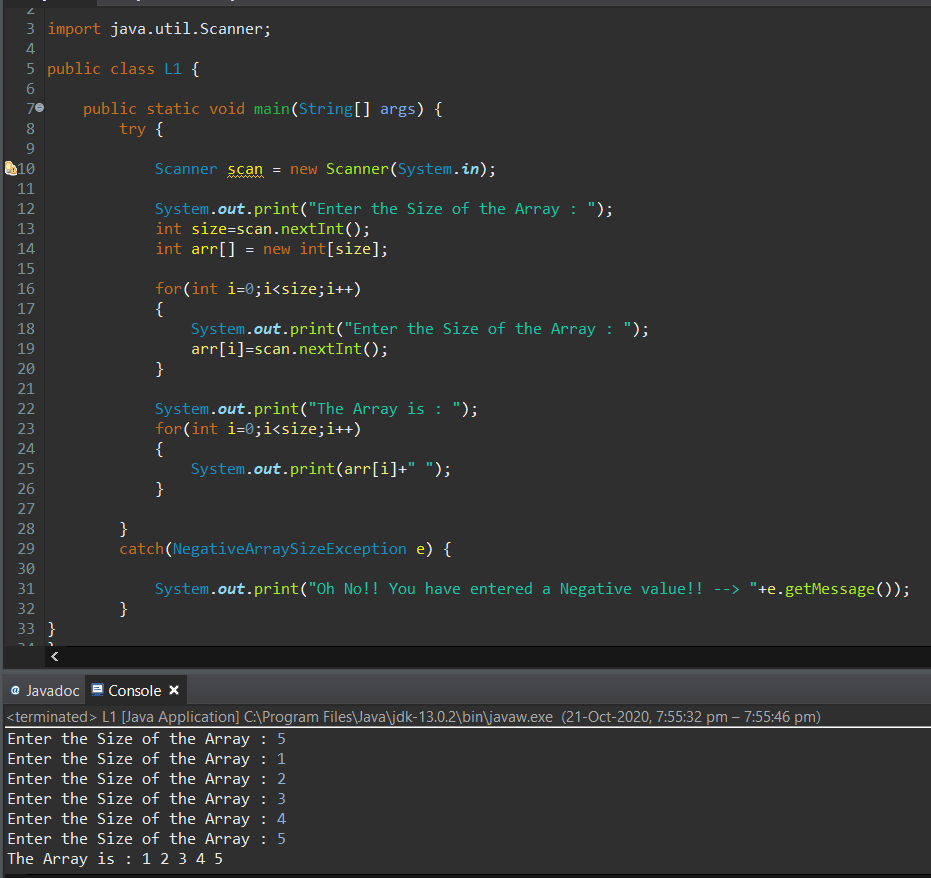 2
3 import java.util.Scanner;
4
5 public class L1 {
6
7 public static void main(String[] args) {
8 try {
9
10 Scanner scan = new Scanner(System.in);
11
12 System.out.print("Enter the Size of the Array : ");
13 int size=scan.nextInt();
14 int arr[] = new int[size];
15
16 for(int i=0;i<size;i++)
17 {
18 System.out.print("Enter the Size of the Array : ");
19 arr[i]=scan.nextInt();
20 }
21
22 System.out.print("The Array is : ");
23 for(int i=0;i<size;i++)
24 {
25 System.out.print(arr[i]+" ");
26 }
27
28 }
29 catch(NegativeArraySizeException e) {
30
31 System.out.print("Oh No!! You have entered a Negative value!! --> "+e.getMessage());
32 }
33 }
@ Javadoc Console
<terminated> L1 [Java Application] C:\Program Files\Java\jdk-13.0.2\bin\javaw.exe (21-Oct-2020, 7:55:32 pm – 7:55:46 pm)
Enter the Size of the Array : 5
Enter the Size of the Array : 1
Enter the Size of the Array : 2
Enter the Size of the Array : 3
Enter the Size of the Array : 4
Enter the Size of the Array : 5
The Array is : 1 2 3 4 5